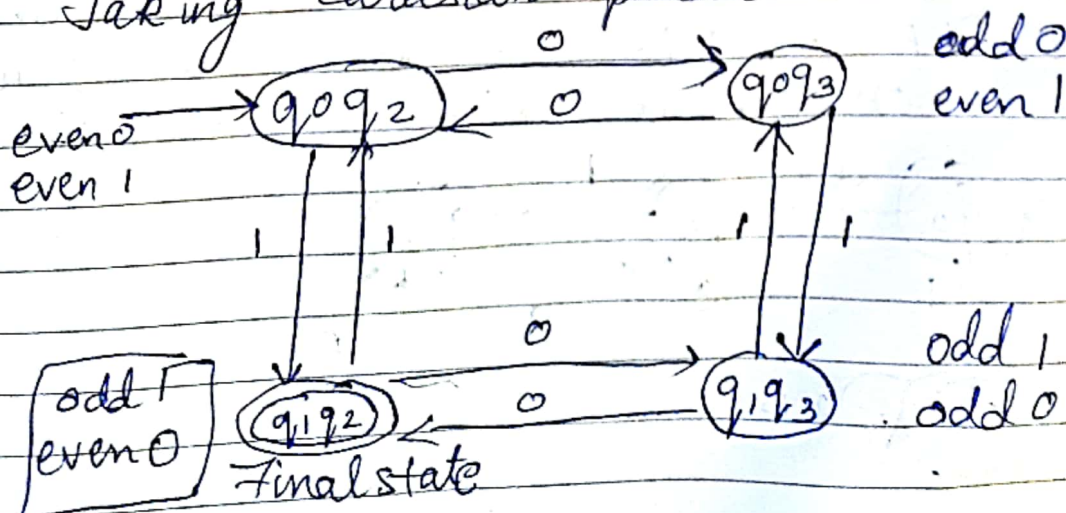 Taking
0
q0q2
0
q0q3
odd 0
even 1
even 0
even 1
1
1
1
1
0
odd 1
even 0
q1q2
0
q1q3
odd 1
odd 0
Final state